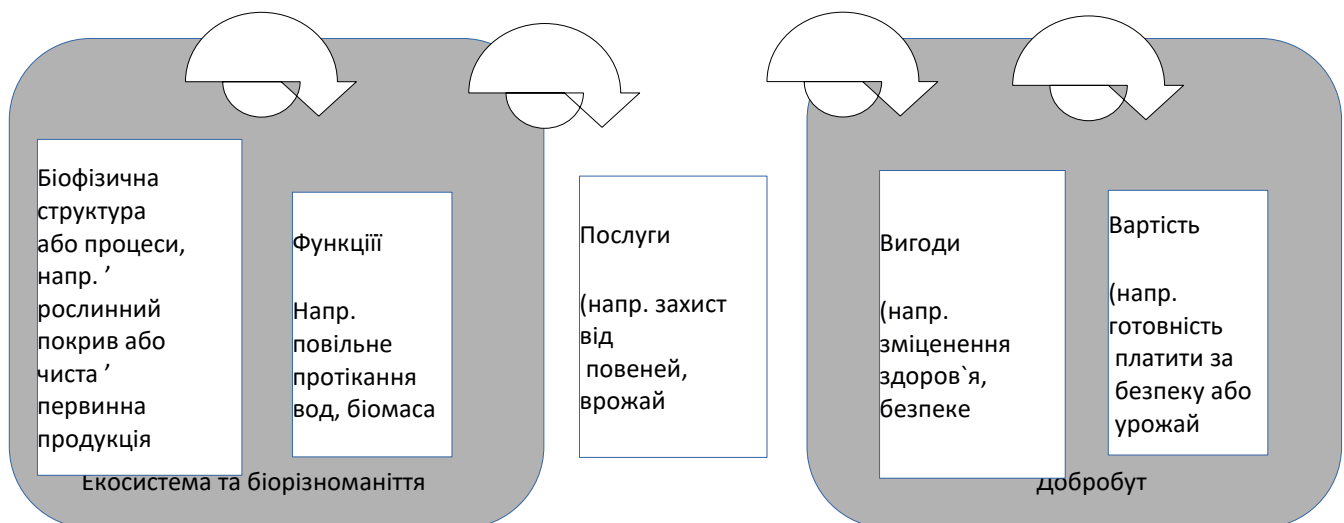 Біофізична
структура
або процеси,
напр. ’
рослинний
покрив або
чиста ’
первинна
продукція
Функціїї
Напр.
повільне
протікання
вод, біомаса
Екосистема та біорізноманіття
Послуги
(напр. захист
від
повеней,
врожай
Вигоди
(напр.
зміценення
здоров`я,
безпеке
Вартість
(напр.
готовність
платити за
безпеку або
урожай
Добробут